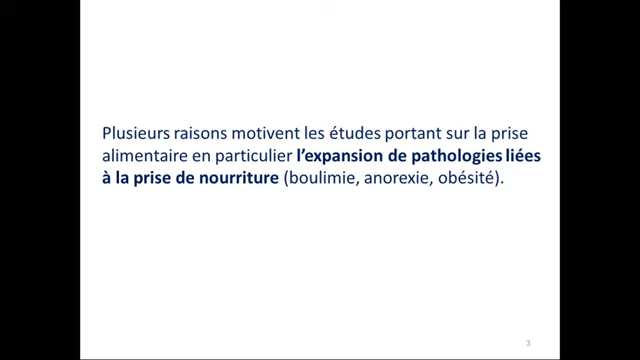 Plusieurs raisons motivent les études portant sur la prise
alimentaire en particulier l’expansion de pathologies liées
à la prise de nourriture (boulimie, anorexie, obésité).
3